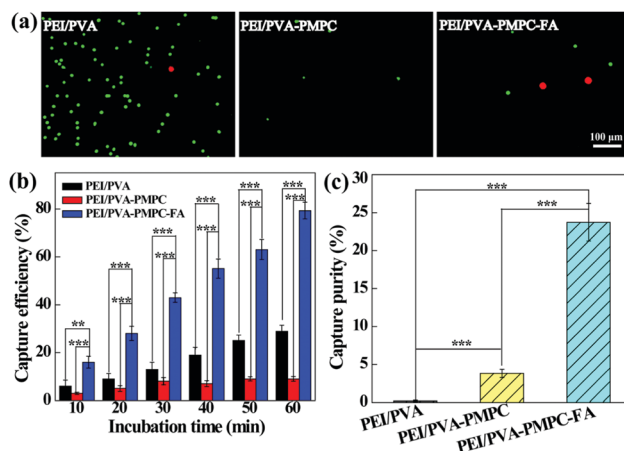 (a) PEI/PVA PEI/PVA-PMPC PEI/PVA-PMPC-FA
100 μm
(b)
PEI/PVA
PEI/PVA-PMPC
PEI/PVA-PMPC-FA
Capture efficiency (%)
80
60
40
20
0
** ***
*** ***
*** ***
*** ***
*** ***
*** ***
10 20 30 40 50 60
Incubation time (min)
(c)
Capture purity (%)
30
25
20
15
10
5
0
***
***
***
PEI/PVA
PEI/PVA-PMPC
PEI/PVA-PMPC-FA